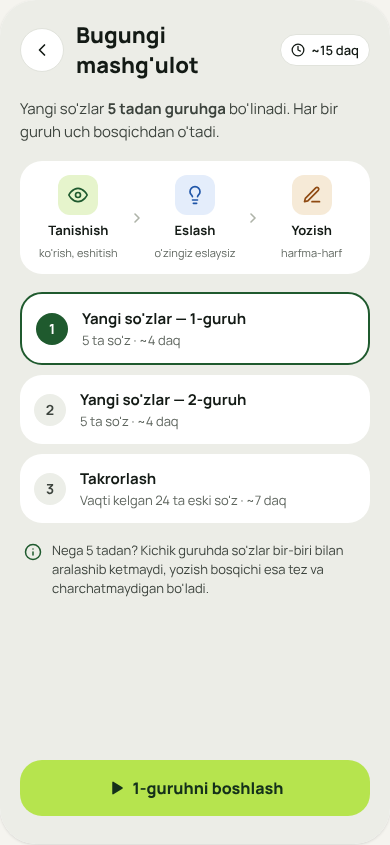 Bugungi
mashg'ulot
~15 daq
Yangi so'zlar 5 tadan guruhga bo'linadi. Har bir
guruh uch bosqichdan o'tadi.
Tanishish
ko'rish, eshitish
Eslash
o'zingiz eslaysiz
Yozish
harfma-harf
1
Yangi so'zlar — 1-guruh
5 ta so'z · ~4 daq
2
Yangi so'zlar — 2-guruh
5 ta so'z · ~4 daq
3
Takrorlash
Vaqti kelgan 24 ta eski so'z · ~7 daq
Nega 5 tadan? Kichik guruhda so'zlar bir-biri bilan
aralashib ketmaydi, yozish bosqichi esa tez va
charchatmaydigan bo'ladi.
1-guruhni boshlash